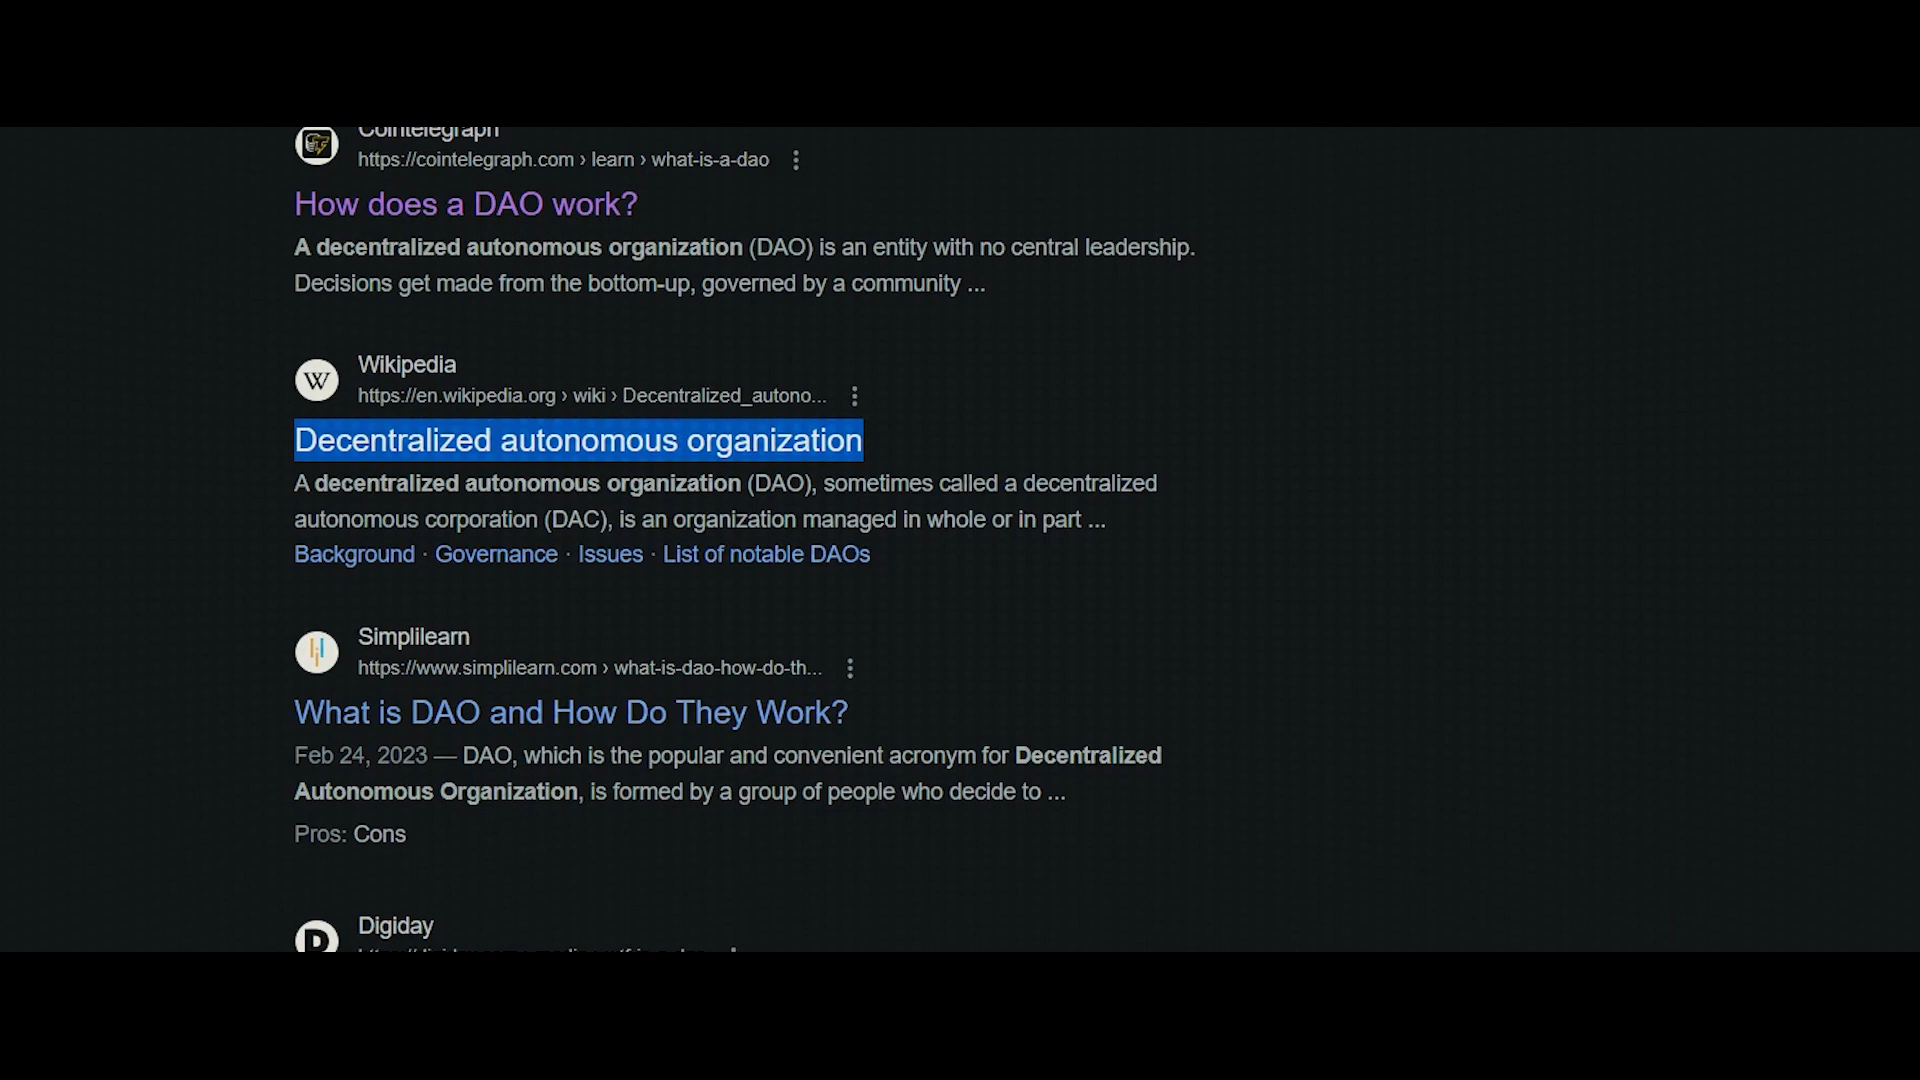 Cointelegraph
https://cointelegraph.com › learn › what-is-a-dao
How does a DAO work?
A decentralized autonomous organization (DAO) is an entity with no central leadership.
Decisions get made from the bottom-up, governed by a community ...
W
Wikipedia
https://en.wikipedia.org › wiki › Decentralized_autono...
Decentralized autonomous organization
A decentralized autonomous organization (DAO), sometimes called a decentralized
autonomous corporation (DAC), is an organization managed in whole or in part ...
Background · Governance · Issues · List of notable DAOs
Simplilearn
https://www.simplilearn.com › what-is-dao-how-do-th...
What is DAO and How Do They Work?
Feb 24, 2023 — DAO, which is the popular and convenient acronym for Decentralized
Autonomous Organization, is formed by a group of people who decide to ...
Pros: Cons
D
Digiday